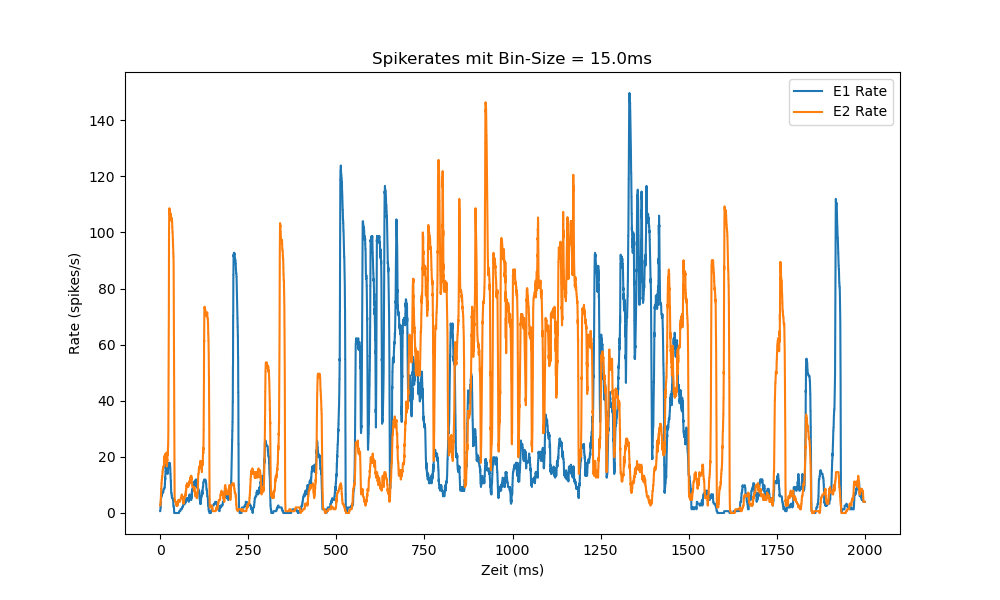 Spikerates mit Bin-Size = 15.0ms
E1 Rate
E2 Rate
140
120
100
80
60
40
20
0
Rate (spikes/s)
0 250 500 750 1000 1250 1500 1750 2000
Zeit (ms)